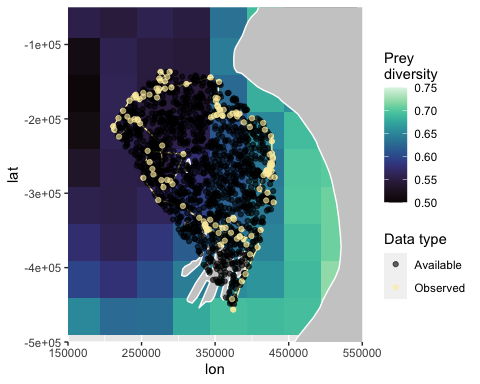 -1e+05
-2e+05
-3e+05
-4e+05
-5e+05
lat
150000 250000 350000 450000 550000
lon
Prey
diversity
0.75
0.70
0.65
0.60
0.55
0.50
Data type
Available
Observed